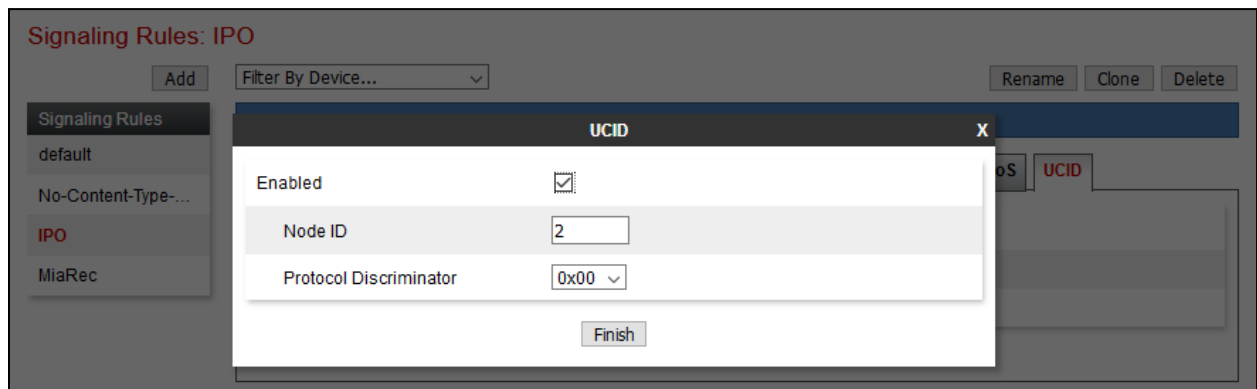 Signaling Rules: IPO
Add
Filter By Device...
Rename
Clone
Delete
Signaling Rules
default
No-Content-Type-...
IPO
MiaRec
UCID
X
Enabled
Node ID
2
Protocol Discriminator
0x00
Finish
oS
UCID